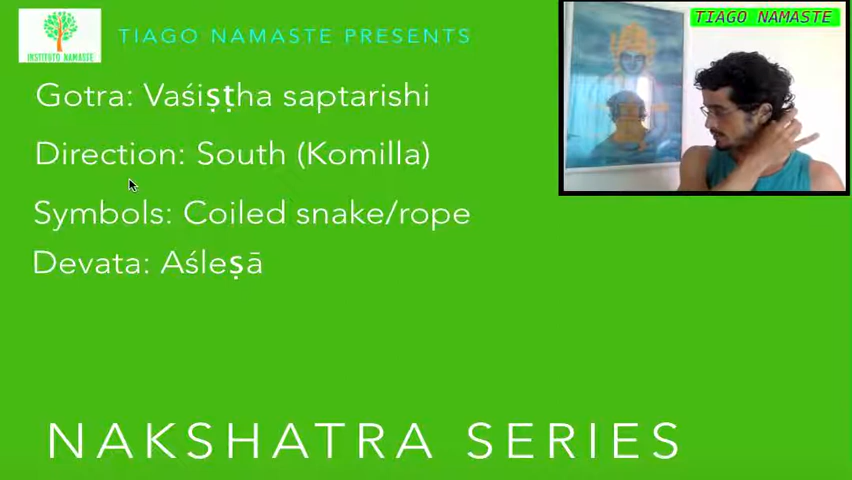 INSTITUTO NAMASTE
TIAGO NAMASTE PRESENTS
TIAGO NAMASTE
Gotra: Vaśiṣṭha saptarishi
Direction: South (Komilla)
Symbols: Coiled snake/rope
Devata: Aśleṣā
NAKSHATRA SERIES